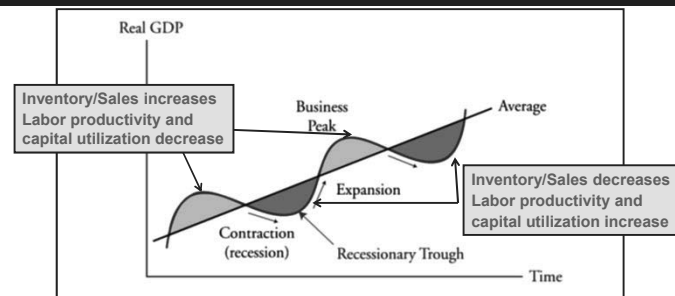 Real GDP
Inventory/Sales increases
Labor productivity and
capital utilization decrease
Business
Peak
Average
Inventory/Sales decreases
Labor productivity and
capital utilization increase
Expansion
Contraction
(recession)
Recessionary Trough
Time